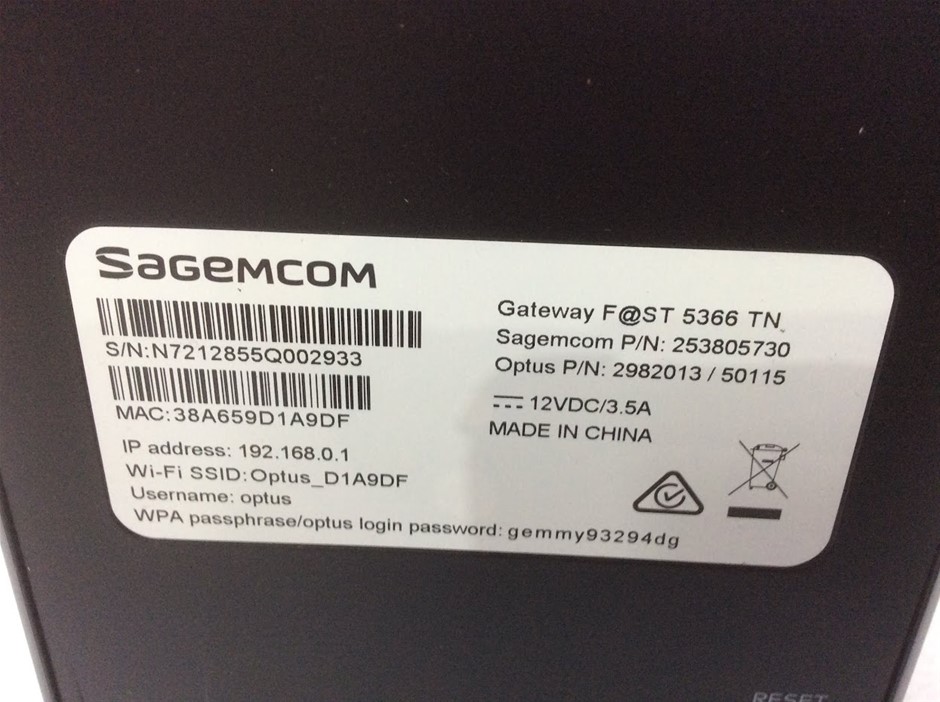 Sagemcom
S/N:N7212855Q002933
MAC:38A659D1A9DF
IP address: 192.168.0.1
Wi-Fi SSID:Optus_D1A9DF
Username: optus
WPA passphrase/optus login password: gemmy93294dg
Gateway F@ST 5366 TN
Sagemcom P/N: 253805730
Optus P/N: 2982013 / 50115
12VDC/3.5A
MADE IN CHINA
RESET